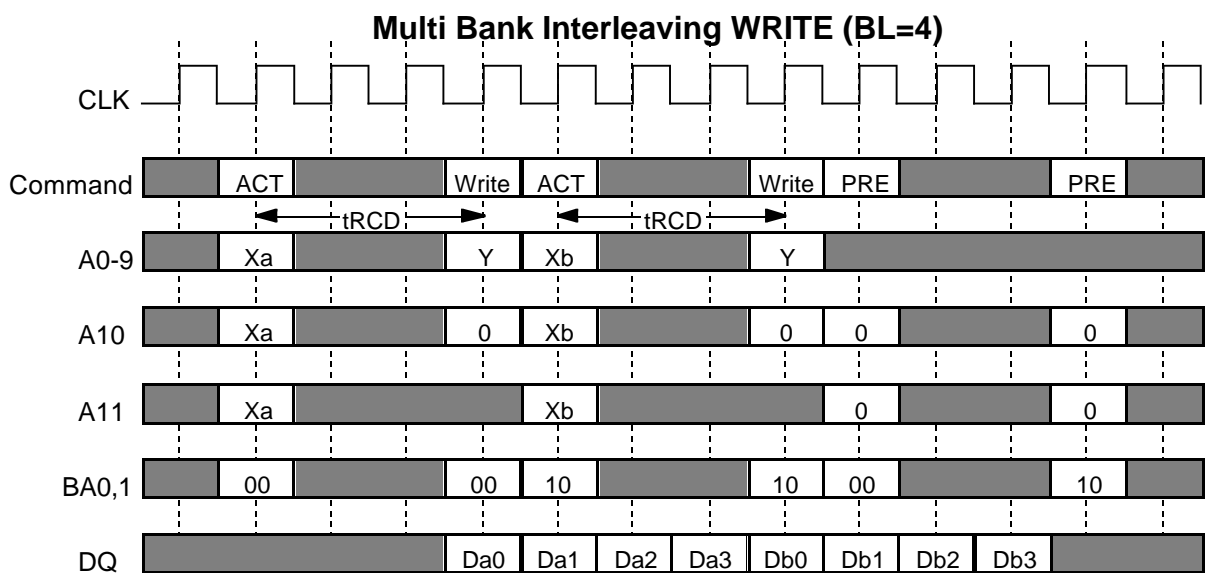 Multi Bank Interleaving WRITE (BL=4)
CLK
Command ACT Write ACT Write PRE PRE
tRCD tRCD
A0-9 Xa Y Xb Y
A10 Xa 0 Xb 0 0 0
A11 Xa Xb 0 0
BA0,1 00 00 10 10 00 10
DQ Da0 Da1 Da2 Da3 Db0 Db1 Db2 Db3